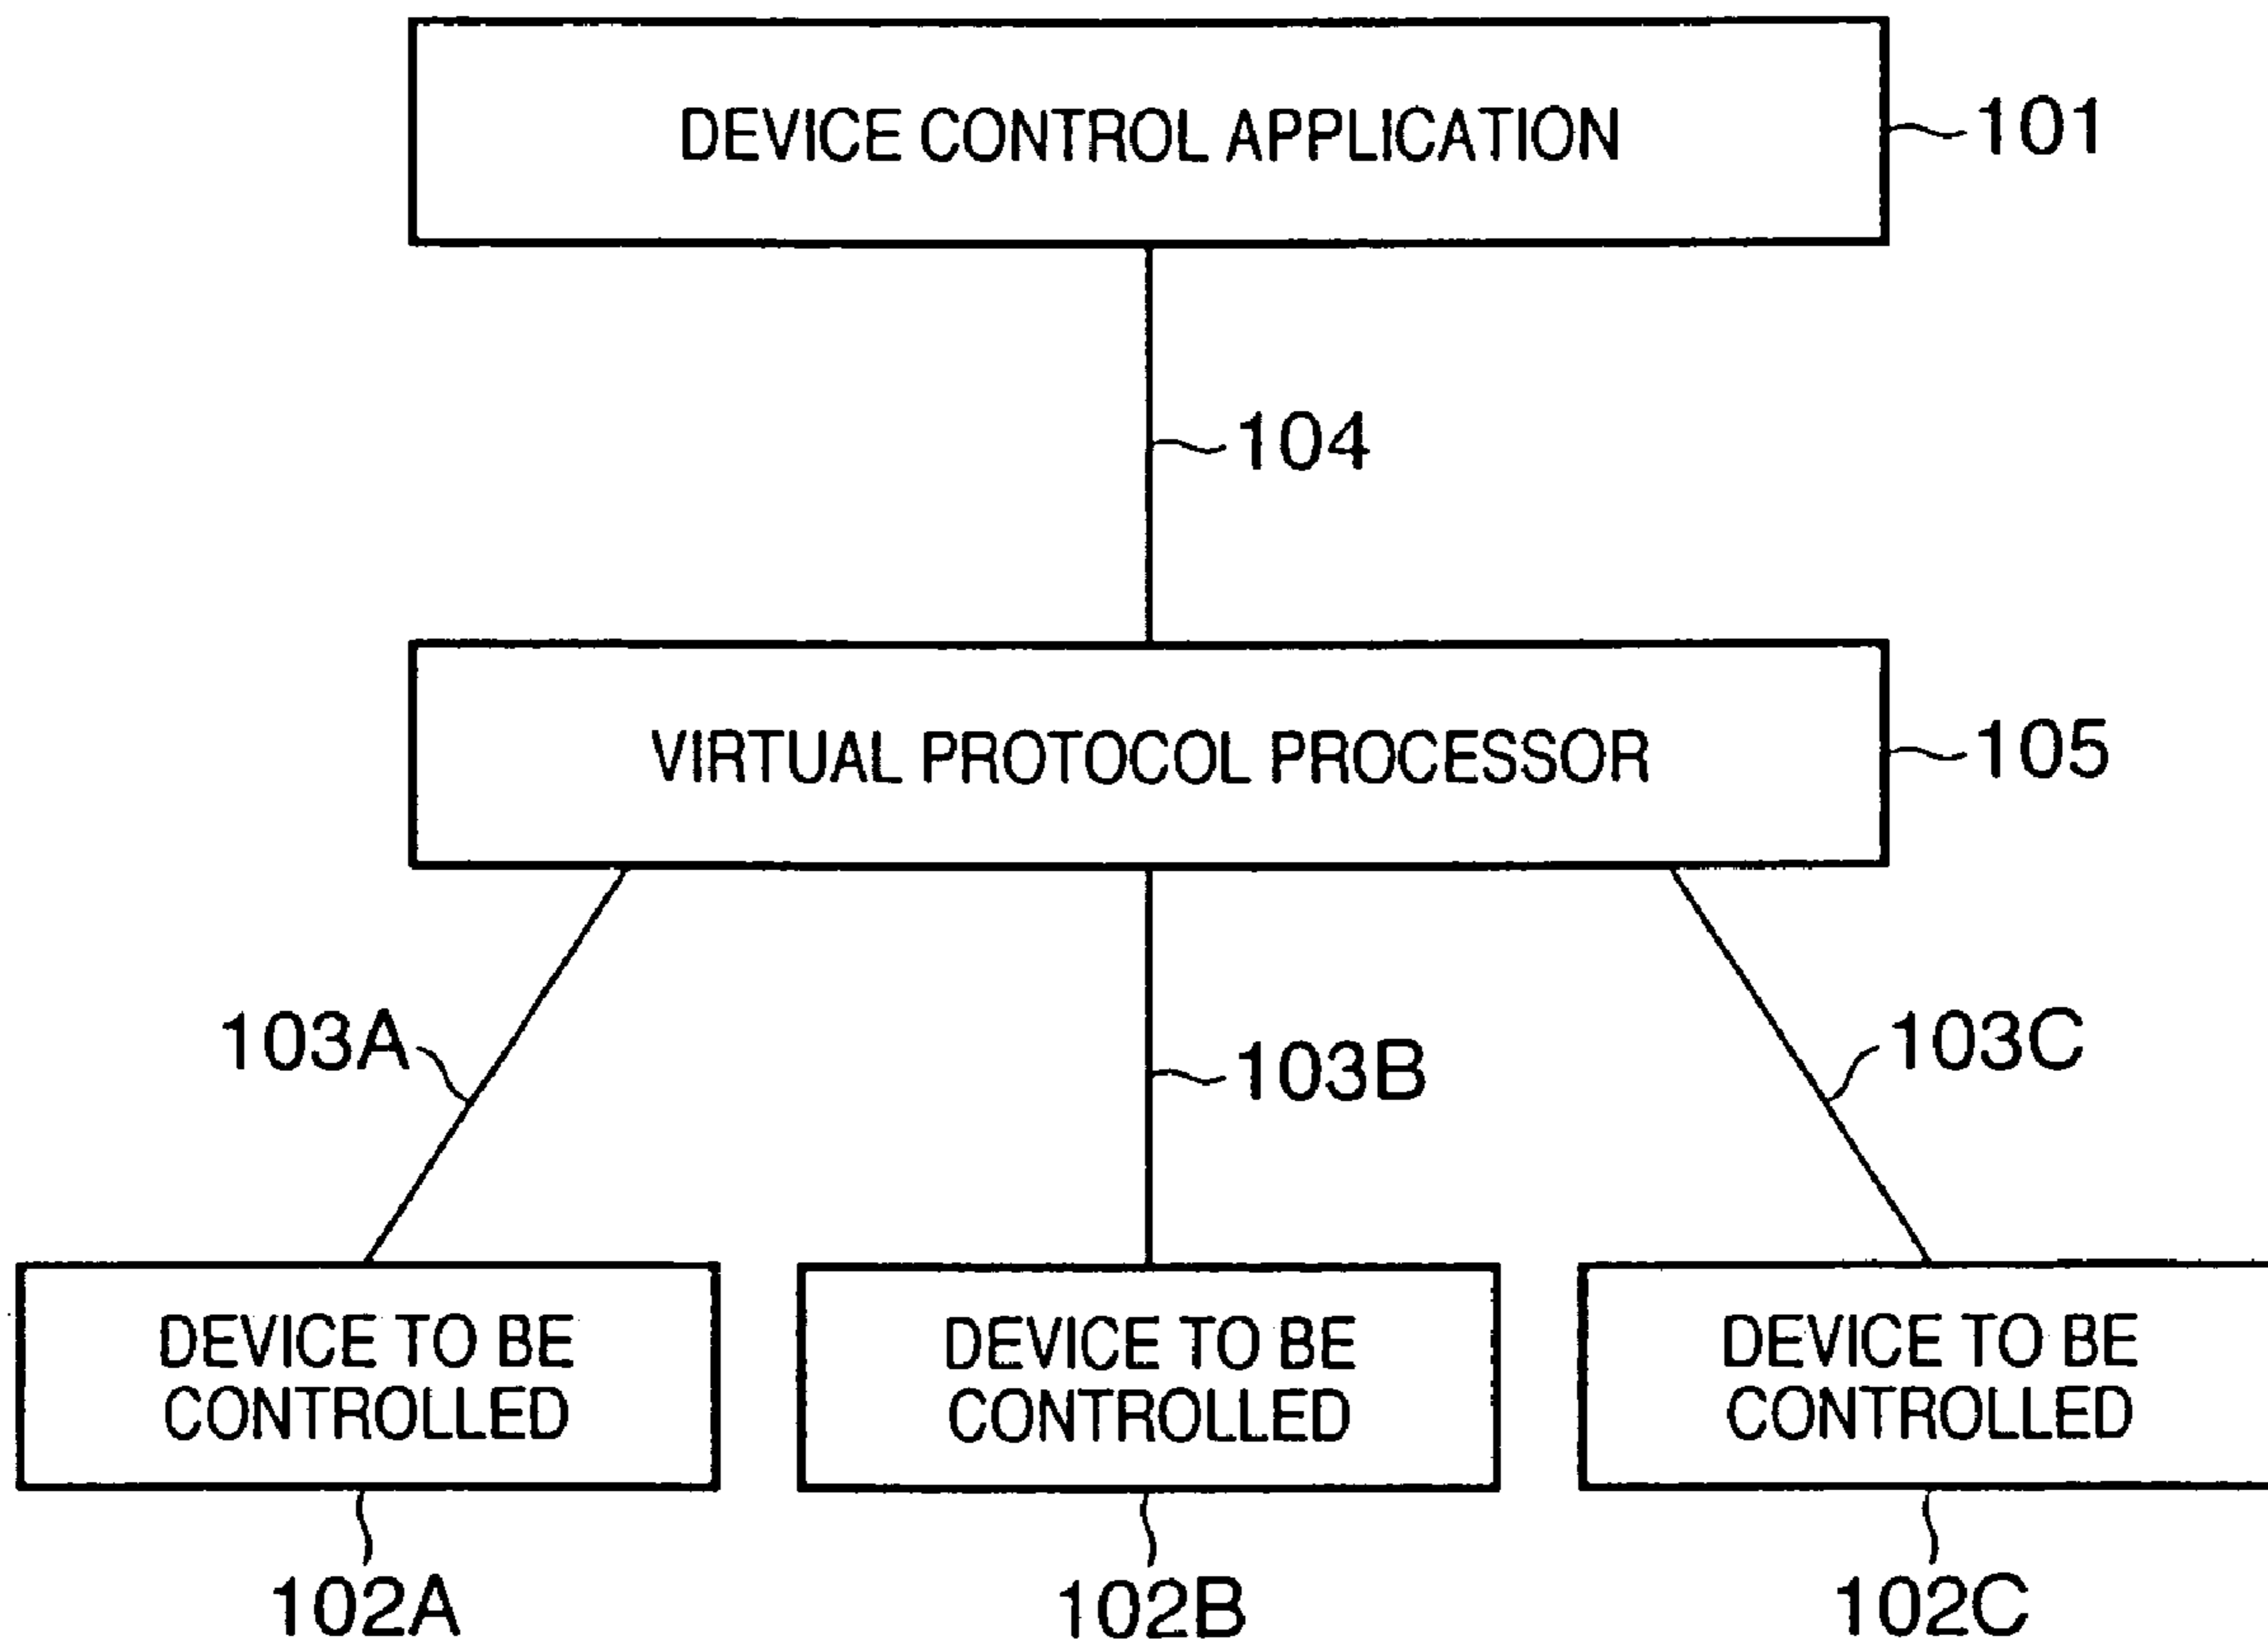 DEVICE CONTROL APPLICATION
101
104
VIRTUAL PROTOCOL PROCESSOR
105
103A
103B
103C
DEVICE TO BE
CONTROLLED
DEVICE TO BE
CONTROLLED
DEVICE TO BE
CONTROLLED
102A
102B
102C